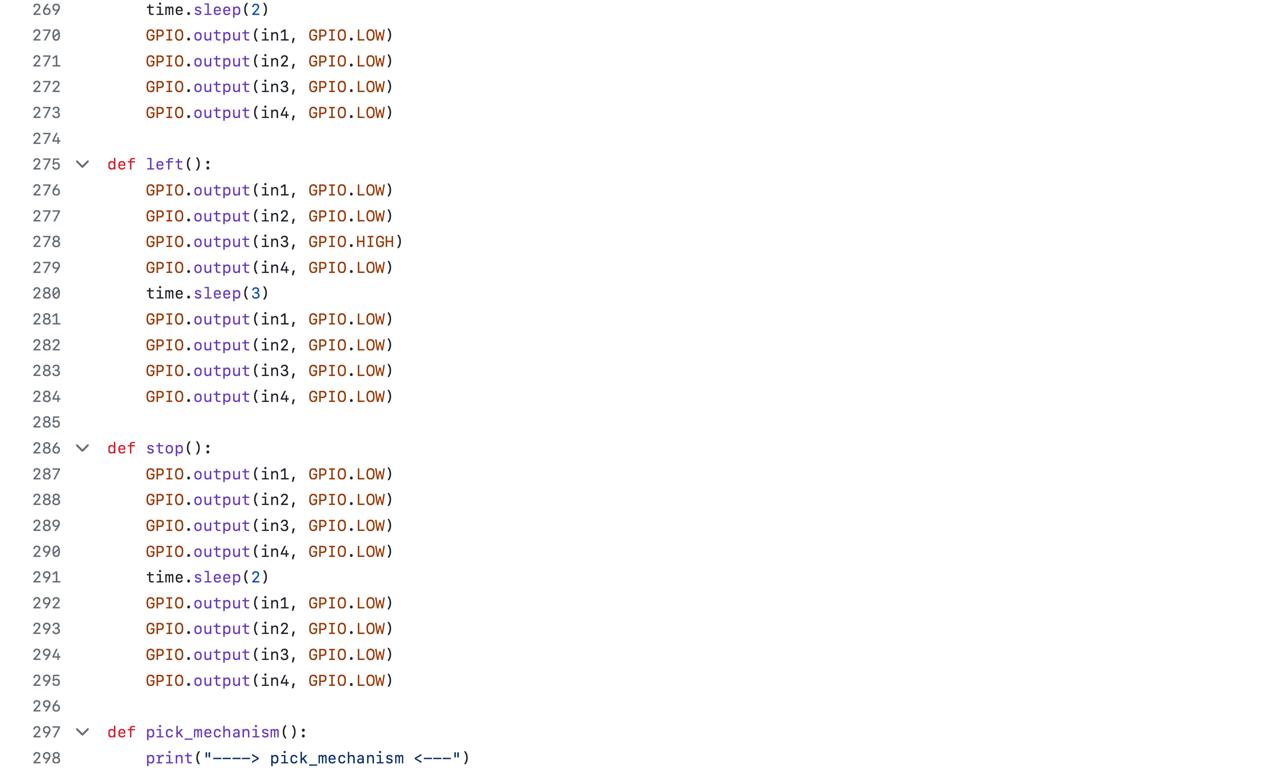 269 time.sleep(2)
270 GPIO.output(in1, GPIO.LOW)
271 GPIO.output(in2, GPIO.LOW)
272 GPIO.output(in3, GPIO.LOW)
273 GPIO.output(in4, GPIO.LOW)
274
275 def left():
276 GPIO.output(in1, GPIO.LOW)
277 GPIO.output(in2, GPIO.LOW)
278 GPIO.output(in3, GPIO.HIGH)
279 GPIO.output(in4, GPIO.LOW)
280 time.sleep(3)
281 GPIO.output(in1, GPIO.LOW)
282 GPIO.output(in2, GPIO.LOW)
283 GPIO.output(in3, GPIO.LOW)
284 GPIO.output(in4, GPIO.LOW)
285
286 def stop():
287 GPIO.output(in1, GPIO.LOW)
288 GPIO.output(in2, GPIO.LOW)
289 GPIO.output(in3, GPIO.LOW)
290 GPIO.output(in4, GPIO.LOW)
291 time.sleep(2)
292 GPIO.output(in1, GPIO.LOW)
293 GPIO.output(in2, GPIO.LOW)
294 GPIO.output(in3, GPIO.LOW)
295 GPIO.output(in4, GPIO.LOW)
296
297 def pick_mechanism():
298 print("----> pick_mechanism <---")